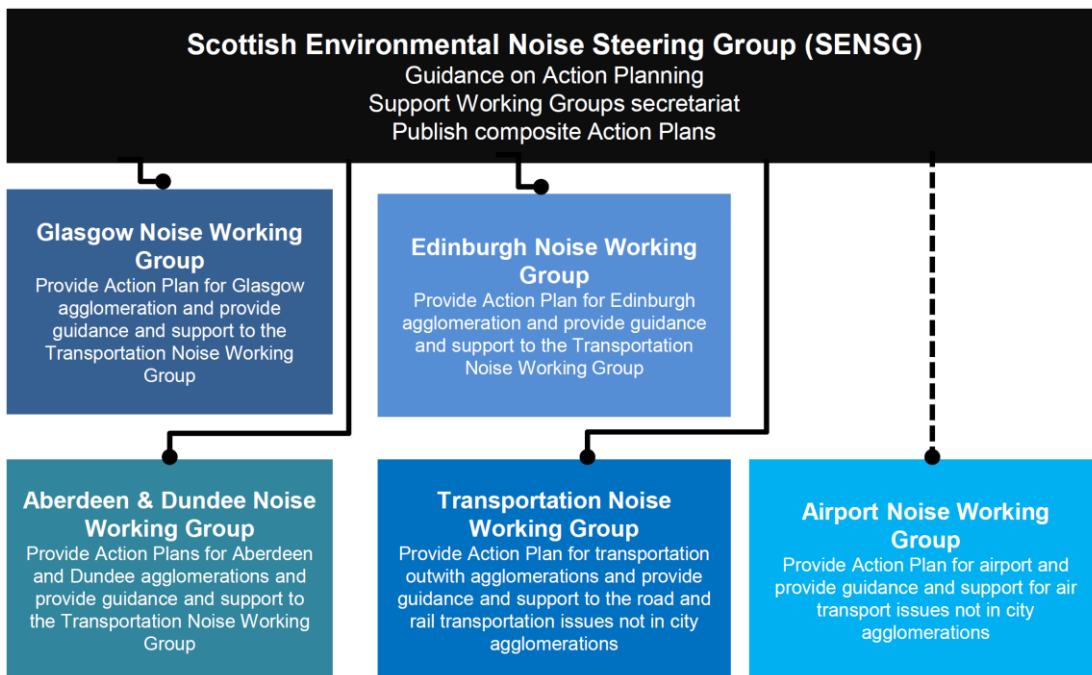 Scottish Environmental Noise Steering Group (SENSG)
Guidance on Action Planning
Support Working Groups secretariat
Publish composite Action Plans
Glasgow Noise Working
Group
Provide Action Plan for Glasgow
agglomeration and provide
guidance and support to the
Transportation Noise Working
Group
Edinburgh Noise Working
Group
Provide Action Plan for Edinburgh
agglomeration and provide guidance
and support to the Transportation
Noise Working Group
Aberdeen & Dundee Noise
Working Group
Provide Action Plans for Aberdeen
and Dundee agglomerations and
provide guidance and support to
the Transportation Noise Working
Group
Transportation Noise
Working Group
Provide Action Plan for transportation
outwith agglomerations and provide
guidance and support to the road and
rail transportation issues not in city
agglomerations
Airport Noise Working
Group
Provide Action Plan for airport and
provide guidance and support for air
transport issues not in city
agglomerations